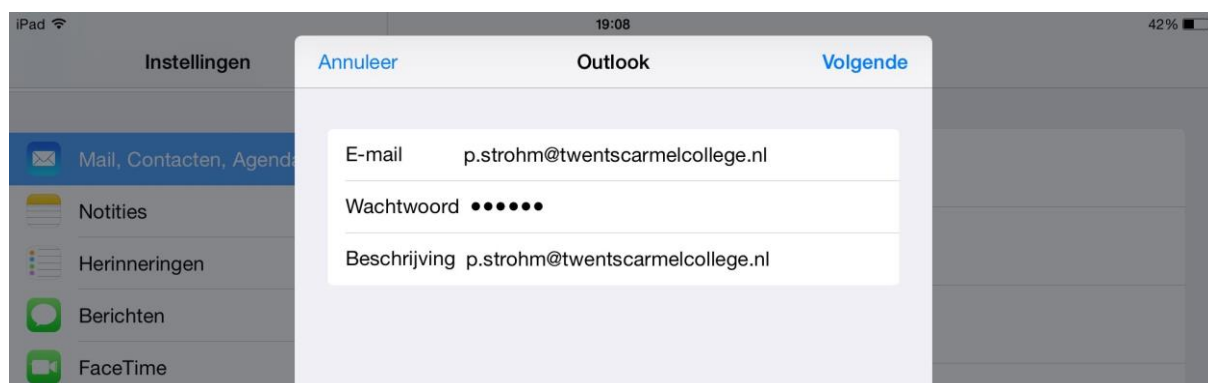 iPad 19:08 42%
Instellingen
Annuleer Outlook Volgende
Mail, Contacten, Agenda
Notities
Herinneringen
Berichten
FaceTime
E-mail p.strohm@twentscarmelcollege.nl
Wachtwoord ●●●●●●
Beschrijving p.strohm@twentscarmelcollege.nl